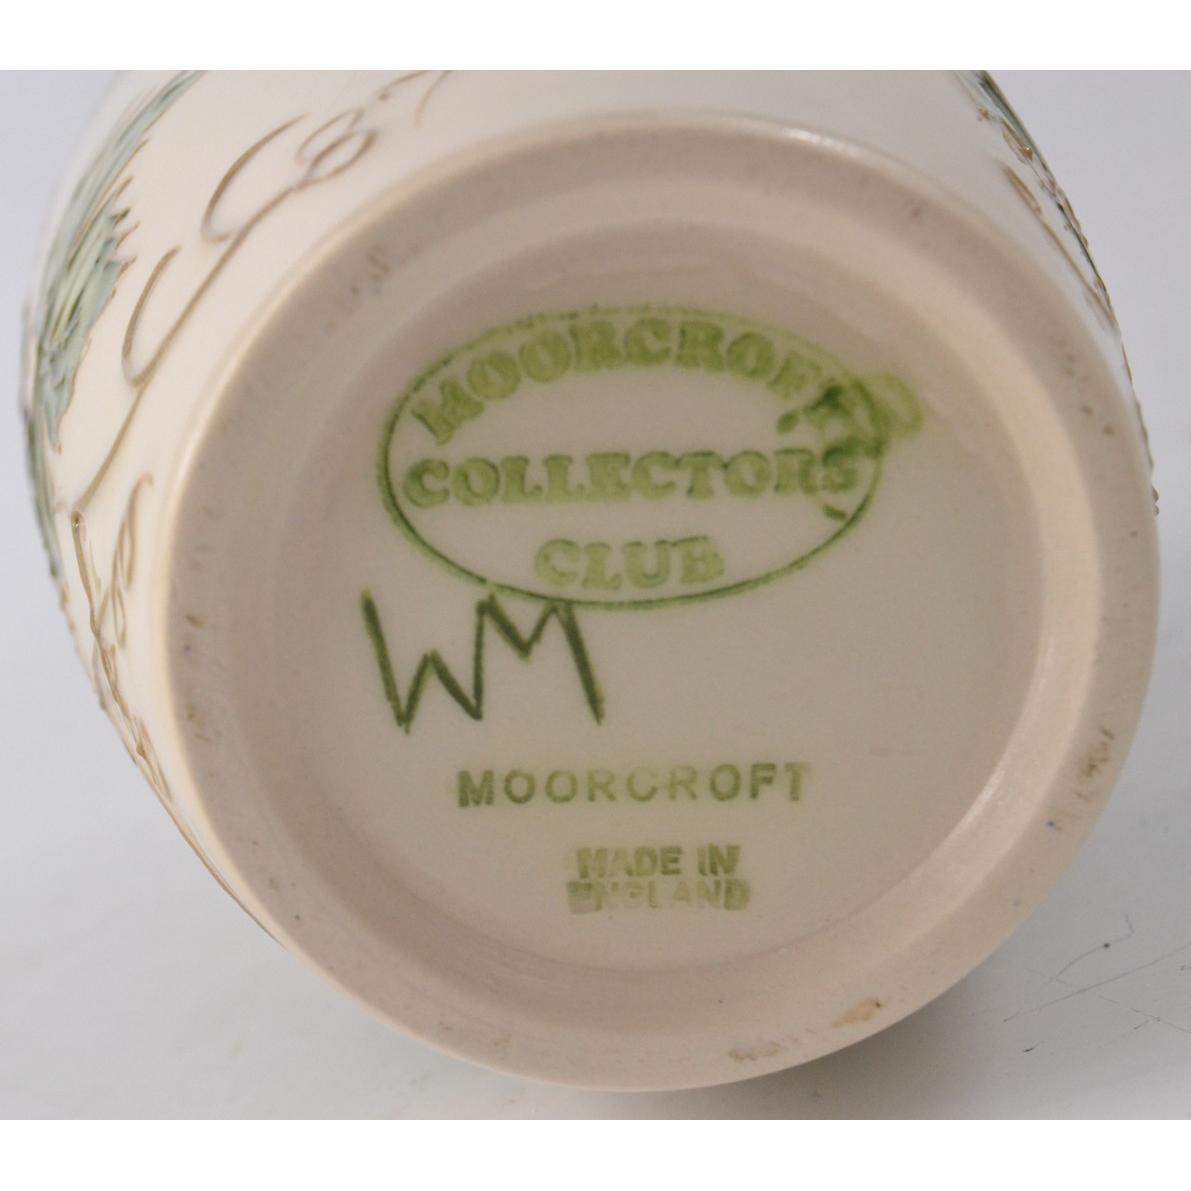 MOORCROFT
COLLECTORS
CLUB
WM
MOORCROFT
MADE IN
ENGLAND